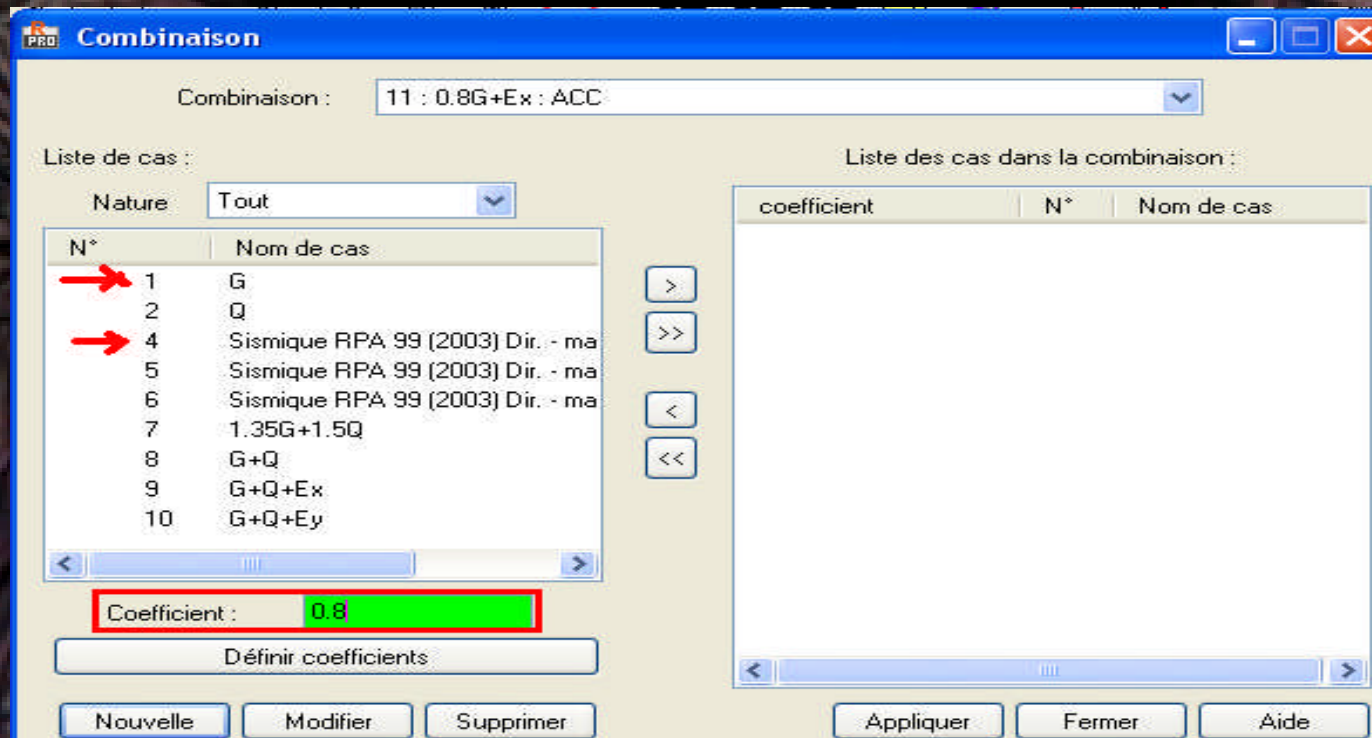 R PRO Combinaison
Combinaison : 11 : 0.8G+Ex : ACC
Liste de cas :
Nature Tout
N° Nom de cas
1 G
2 Q
4 Sismique RPA 99 (2003) Dir. - ma
5 Sismique RPA 99 (2003) Dir. - ma
6 Sismique RPA 99 (2003) Dir. - ma
7 1.35G+1.5Q
8 G+Q
9 G+Q+Ex
10 G+Q+Ey
Coefficient : 0.8
Définir coefficients
Nouvelle Modifier Supprimer
>
>>
<
<<
Liste des cas dans la combinaison :
coefficient N° Nom de cas
Appliquer Fermer Aide